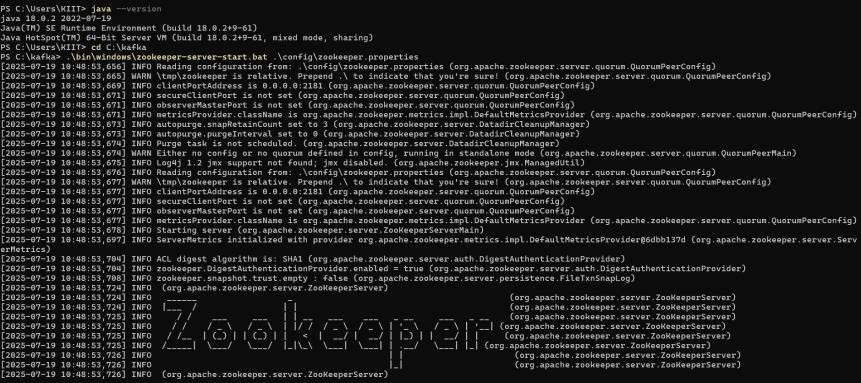 PS C:\Users\KIIT> java --version
java 18.0.2 2022-07-19
Java(TM) SE Runtime Environment (build 18.0.2+9-61)
Java HotSpot(TM) 64-Bit Server VM (build 18.0.2+9-61, mixed mode, sharing)
PS C:\Users\KIIT> cd C:\kafka
PS C:\kafka> .\bin\windows\zookeeper-server-start.bat .\config\zookeeper.properties
[2025-07-19 10:48:53,656] INFO Reading configuration from: .\config\zookeeper.properties (org.apache.zookeeper.server.quorum.QuorumPeerConfig)
[2025-07-19 10:48:53,665] WARN \tmp\zookeeper is relative. Prepend .\ to indicate that you're sure! (org.apache.zookeeper.server.quorum.QuorumPeerConfig)
[2025-07-19 10:48:53,669] INFO clientPortAddress is 0.0.0.0:2181 (org.apache.zookeeper.server.quorum.QuorumPeerConfig)
[2025-07-19 10:48:53,671] INFO secureClientPort is not set (org.apache.zookeeper.server.quorum.QuorumPeerConfig)
[2025-07-19 10:48:53,671] INFO observerMasterPort is not set (org.apache.zookeeper.server.quorum.QuorumPeerConfig)
[2025-07-19 10:48:53,671] INFO metricsProvider.className is org.apache.zookeeper.metrics.impl.DefaultMetricsProvider (org.apache.zookeeper.server.quorum.QuorumPeerConfig)
[2025-07-19 10:48:53,673] INFO autopurge.snapRetainCount set to 3 (org.apache.zookeeper.server.DatadirCleanupManager)
[2025-07-19 10:48:53,673] INFO autopurge.purgeInterval set to 0 (org.apache.zookeeper.server.DatadirCleanupManager)
[2025-07-19 10:48:53,674] INFO Purge task is not scheduled. (org.apache.zookeeper.server.DatadirCleanupManager)
[2025-07-19 10:48:53,674] WARN Either no config or no quorum defined in config, running in standalone mode (org.apache.zookeeper.server.quorum.QuorumPeerMain)
[2025-07-19 10:48:53,675] INFO Log4j 1.2 jmx support not found; jmx disabled. (org.apache.zookeeper.jmx.ManagedUtil)
[2025-07-19 10:48:53,676] INFO Reading configuration from: .\config\zookeeper.properties (org.apache.zookeeper.server.quorum.QuorumPeerConfig)
[2025-07-19 10:48:53,677] WARN \tmp\zookeeper is relative. Prepend .\ to indicate that you're sure! (org.apache.zookeeper.server.quorum.QuorumPeerConfig)
[2025-07-19 10:48:53,677] INFO clientPortAddress is 0.0.0.0:2181 (org.apache.zookeeper.server.quorum.QuorumPeerConfig)
[2025-07-19 10:48:53,677] INFO secureClientPort is not set (org.apache.zookeeper.server.quorum.QuorumPeerConfig)
[2025-07-19 10:48:53,677] INFO observerMasterPort is not set (org.apache.zookeeper.server.quorum.QuorumPeerConfig)
[2025-07-19 10:48:53,677] INFO metricsProvider.className is org.apache.zookeeper.metrics.impl.DefaultMetricsProvider (org.apache.zookeeper.server.quorum.QuorumPeerConfig)
[2025-07-19 10:48:53,678] INFO Starting server (org.apache.zookeeper.server.ZooKeeperServerMain)
[2025-07-19 10:48:53,697] INFO ServerMetrics initialized with provider org.apache.zookeeper.metrics.impl.DefaultMetricsProvider@6dbb137d (org.apache.zookeeper.server.Serv
erMetrics)
[2025-07-19 10:48:53,704] INFO ACL digest algorithm is: SHA1 (org.apache.zookeeper.server.auth.DigestAuthenticationProvider)
[2025-07-19 10:48:53,704] INFO zookeeper.DigestAuthenticationProvider.enabled = true (org.apache.zookeeper.server.auth.DigestAuthenticationProvider)
[2025-07-19 10:48:53,708] INFO zookeeper.snapshot.trust.empty : false (org.apache.zookeeper.server.persistence.FileTxnSnapLog)
[2025-07-19 10:48:53,724] INFO  (org.apache.zookeeper.server.ZooKeeperServer)
[2025-07-19 10:48:53,724] INFO   ______                  _                                           (org.apache.zookeeper.server.ZooKeeperServer)
[2025-07-19 10:48:53,724] INFO  |___  /                 | |                                          (org.apache.zookeeper.server.ZooKeeperServer)
[2025-07-19 10:48:53,725] INFO     / /    ___     ___   | | __   ___    ___   _ __     ___   _ __    (org.apache.zookeeper.server.ZooKeeperServer)
[2025-07-19 10:48:53,725] INFO    / /    / _ \   / _ \  | |/ /  / _ \  / _ \ | '_ \   / _ \ | '__|   (org.apache.zookeeper.server.ZooKeeperServer)
[2025-07-19 10:48:53,725] INFO   / /__  | (_) | | (_) | |   <  |  __/ |  __/ | |_) | |  __/ | |      (org.apache.zookeeper.server.ZooKeeperServer)
[2025-07-19 10:48:53,725] INFO  /_____|  \___/   \___/  |_|\_\  \___|  \___| | .__/   \___| |_|      (org.apache.zookeeper.server.ZooKeeperServer)
[2025-07-19 10:48:53,726] INFO                                               | |                     (org.apache.zookeeper.server.ZooKeeperServer)
[2025-07-19 10:48:53,726] INFO                                               |_|                     (org.apache.zookeeper.server.ZooKeeperServer)
[2025-07-19 10:48:53,726] INFO  (org.apache.zookeeper.server.ZooKeeperServer)